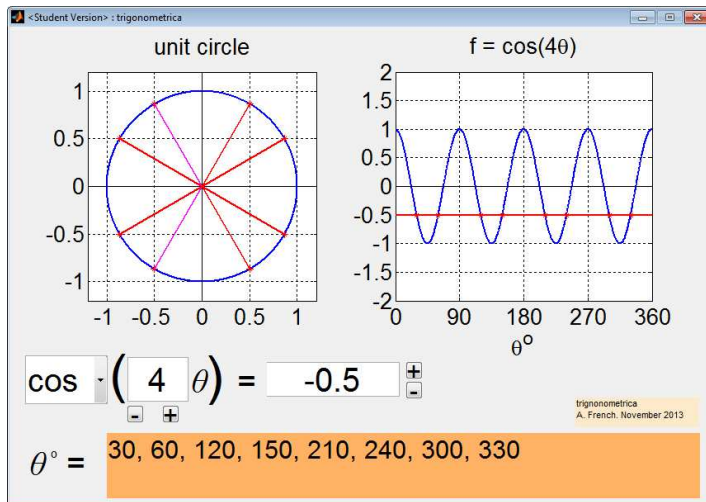 <Student Version> : trigonometrica
unit circle
f = cos(4θ)
1
0.5
0
-0.5
-1
-1 -0.5 0 0.5 1
2
1.5
1
0.5
0
-0.5
-1
-1.5
-2
0 90 180 270 360
θ°
cos (4 θ) = -0.5
+
-
- +
trignonometrica
A. French. November 2013
θ° = 30, 60, 120, 150, 210, 240, 300, 330